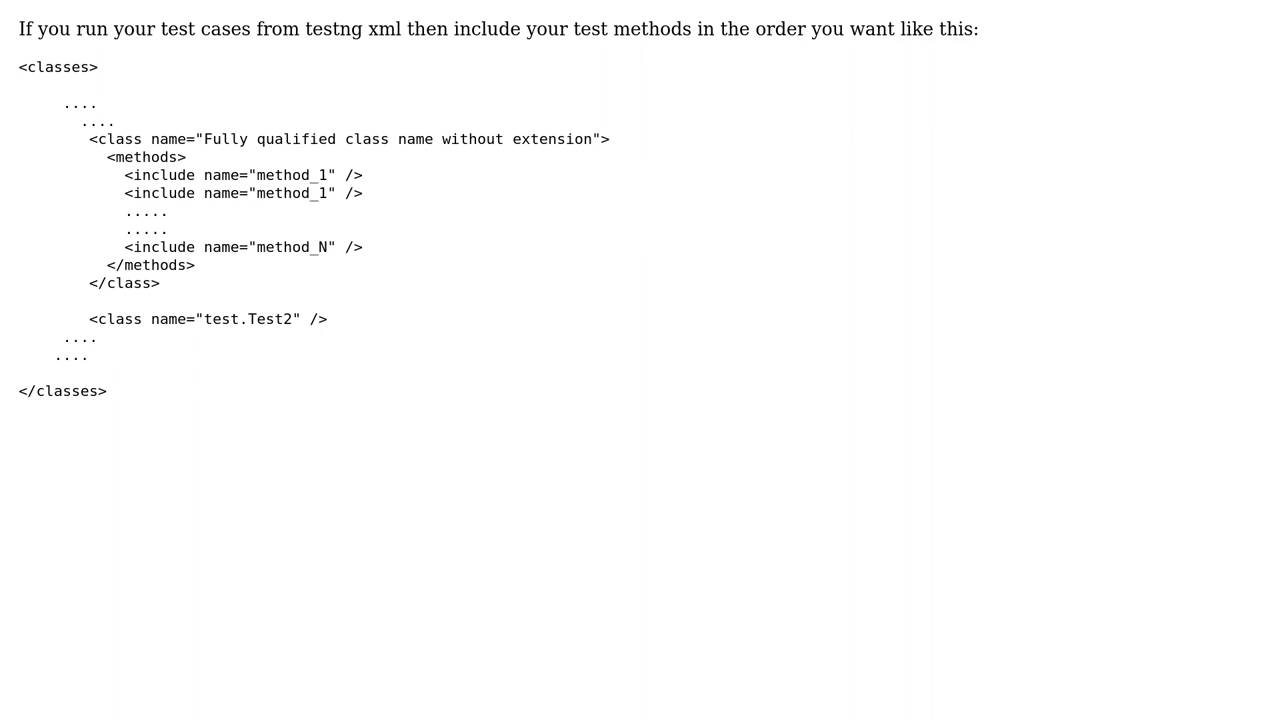 If you run your test cases from testng xml then include your test methods in the order you want like this:
<classes>
....
....
<class name="Fully qualified class name without extension">
<methods>
<include name="method_1" />
<include name="method_1" />
.....
.....
<include name="method_N" />
</methods>
</class>
<class name="test.Test2" />
....
....
</classes>